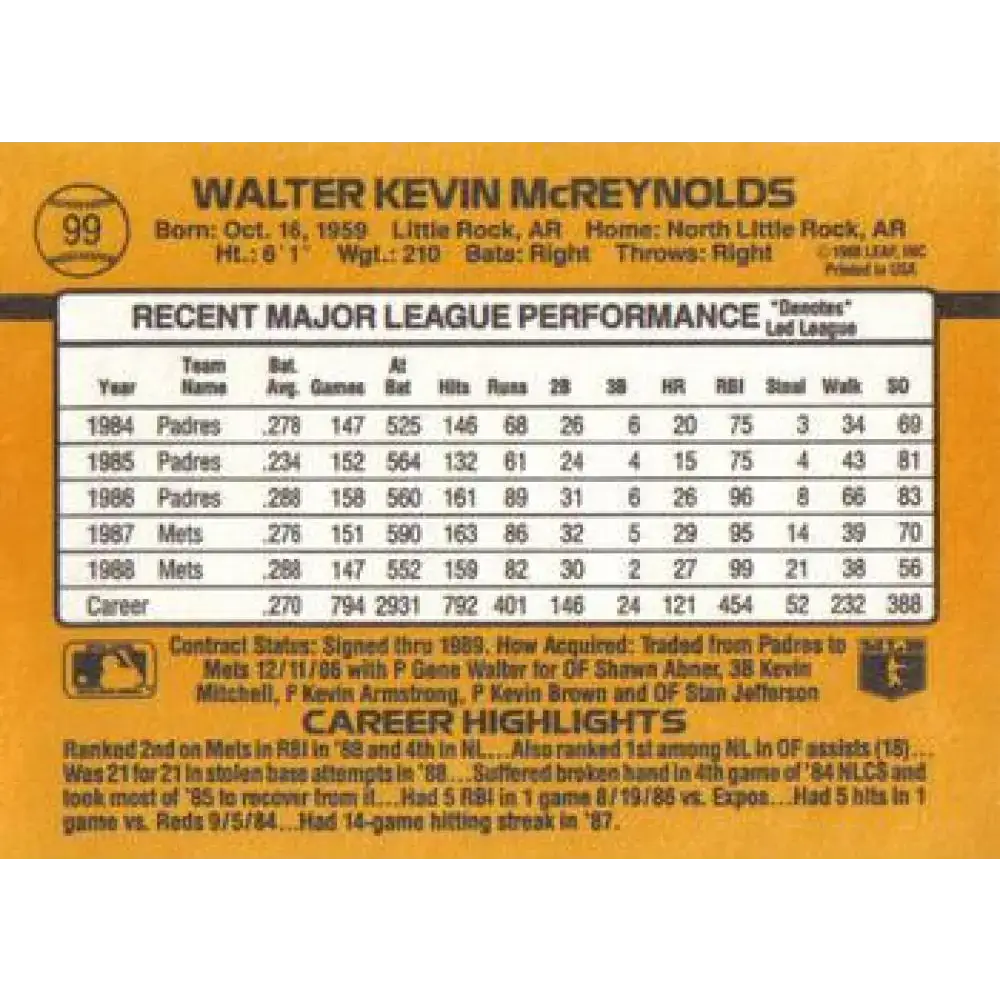 99
WALTER KEVIN McREYNOLDS
Born: Oct. 16, 1959 Little Rock, AR Home: North Little Rock, AR
Ht.: 6'1" Wgt.: 210 Bats: Right Throws: Right
©1988 LEAF, INC
Printed in USA
RECENT MAJOR LEAGUE PERFORMANCE "Denotes" Led League
Year Team Name Bat. Avg. Games At Bat Hits Runs 2B 3B HR RBI Steal Walk SO
1984 Padres .278 147 525 146 68 26 6 20 75 3 34 69
1985 Padres .234 152 564 132 61 24 4 15 75 4 43 81
1986 Padres .288 158 560 161 89 31 6 26 96 8 66 83
1987 Mets .276 151 590 163 86 32 5 29 95 14 39 70
1988 Mets .288 147 552 159 82 30 2 27 99 21 38 56
Career .270 794 2931 792 401 146 24 121 454 52 232 388
Contract Status: Signed thru 1989. How Acquired: Traded from Padres to
Mets 12/11/86 with P Gene Walter for OF Shawn Abner, 3B Kevin
Mitchell, P Kevin Armstrong, P Kevin Brown and OF Stan Jefferson
CAREER HIGHLIGHTS
Ranked 2nd on Mets in RBI in '88 and 4th in NL...Also ranked 1st among NL in OF assists (18)...
Was 21 for 21 in stolen base attempts in '88...Suffered broken hand in 4th game of '84 NLCS and
took most of '85 to recover from it...Had 5 RBI in 1 game 8/19/86 vs. Expos...Had 5 hits in 1
game vs. Reds 9/5/84...Had 14-game hitting streak in '87.